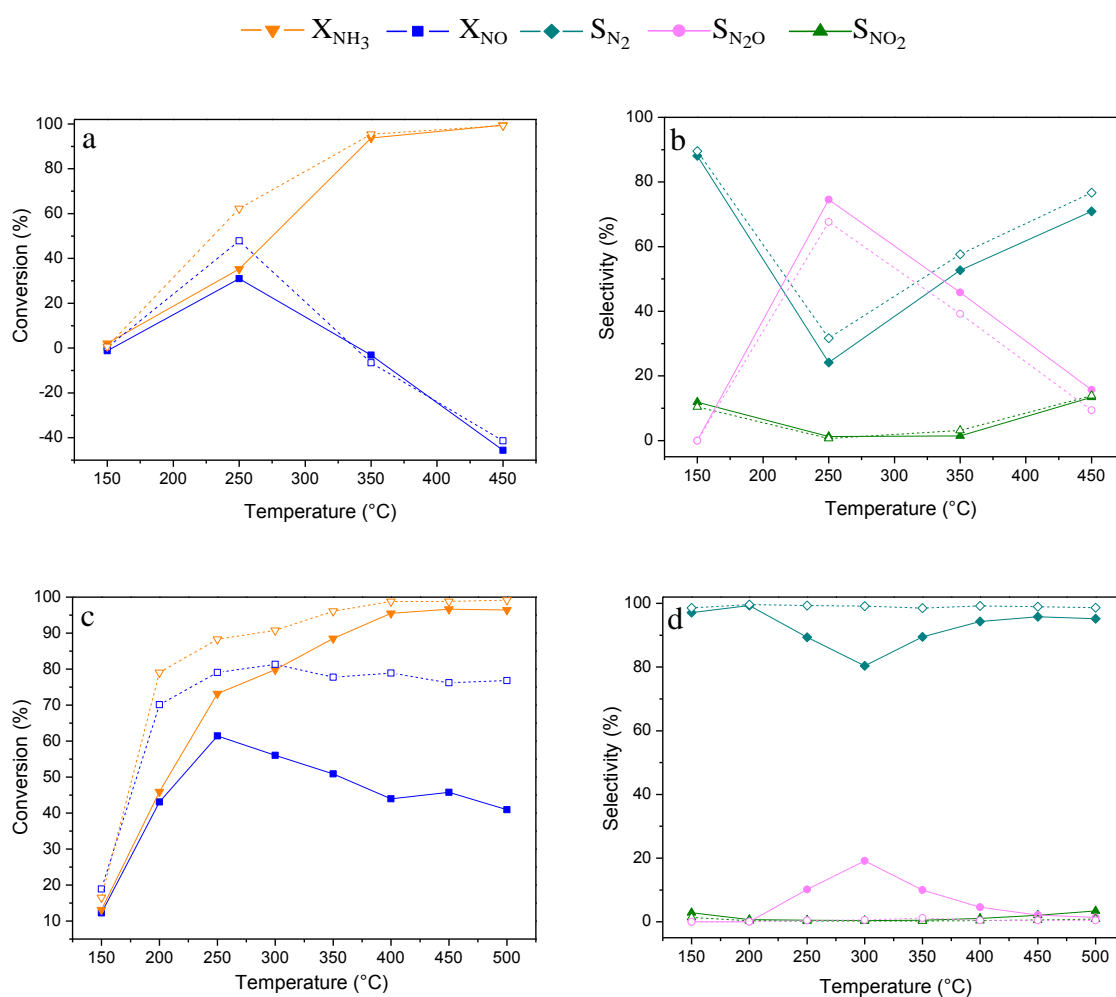 X_NH3 X_NO S_N2 S_N2O S_NO2
a
100
80
60
40
20
0
-40
Conversion (%)
150 200 250 300 350 400 450
Temperature (°C)
b
100
80
60
40
20
0
Selectivity (%)
150 200 250 300 350 400 450
Temperature (°C)
c
100
90
80
70
60
50
40
30
20
10
Conversion (%)
150 200 250 300 350 400 450 500
Temperature (°C)
d
100
80
60
40
20
0
Selectivity (%)
150 200 250 300 350 400 450 500
Temperature (°C)